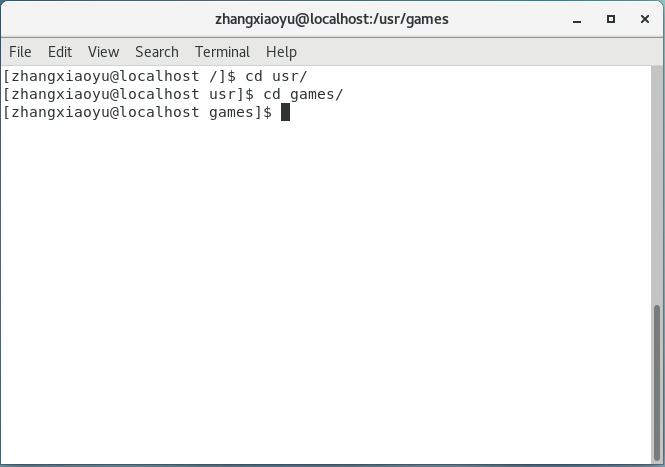 zhangxiaoyu@localhost:/usr/games
File Edit View Search Terminal Help
[zhangxiaoyu@localhost /]$ cd usr/
[zhangxiaoyu@localhost usr]$ cd games/
[zhangxiaoyu@localhost games]$